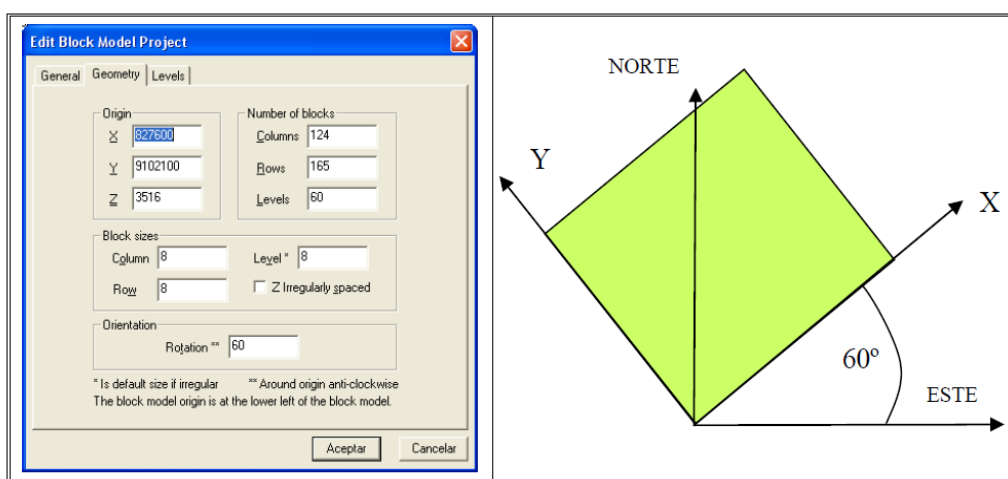 Edit Block Model Project
General Geometry Levels
Origin
X 827600
Y 9102100
Z 3516
Number of blocks
Columns 124
Rows 165
Levels 60
Block sizes
Column 8
Level * 8
Row 8
Z Irregularly spaced
Orientation
Rotation ** 60
* Is default size if irregular ** Around origin anti-clockwise
The block model origin is at the lower left of the block model.
Aceptar Cancelar
NORTE
Y
X
60º
ESTE